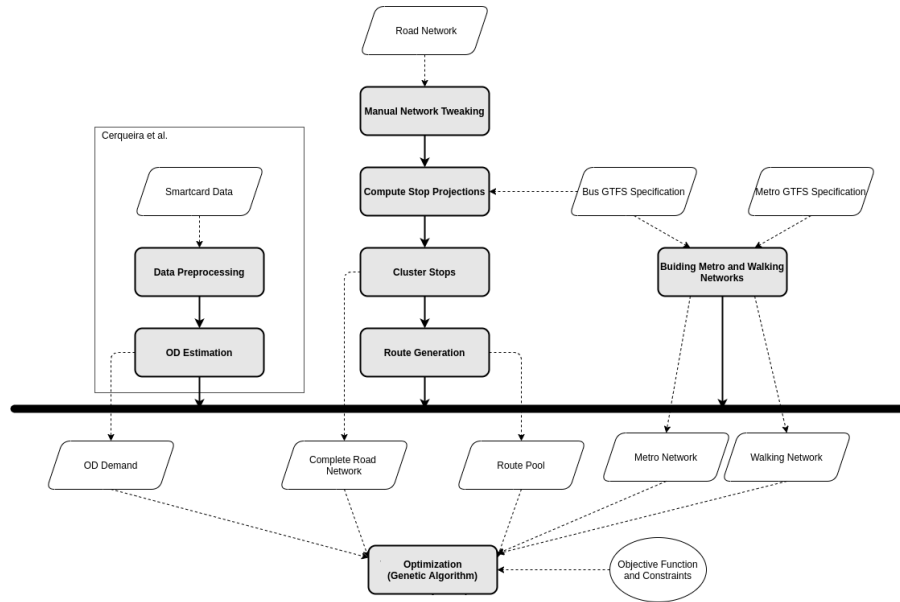 Road Network
Manual Network Tweaking
Cerqueira et al.
Smartcard Data
Compute Stop Projections
Bus GTFS Specification
Metro GTFS Specification
Data Preprocessing
Cluster Stops
Buiding Metro and Walking
Networks
OD Estimation
Route Generation
OD Demand
Complete Road
Network
Route Pool
Metro Network
Walking Network
Optimization
(Genetic Algorithm)
Objective Function
and Constraints